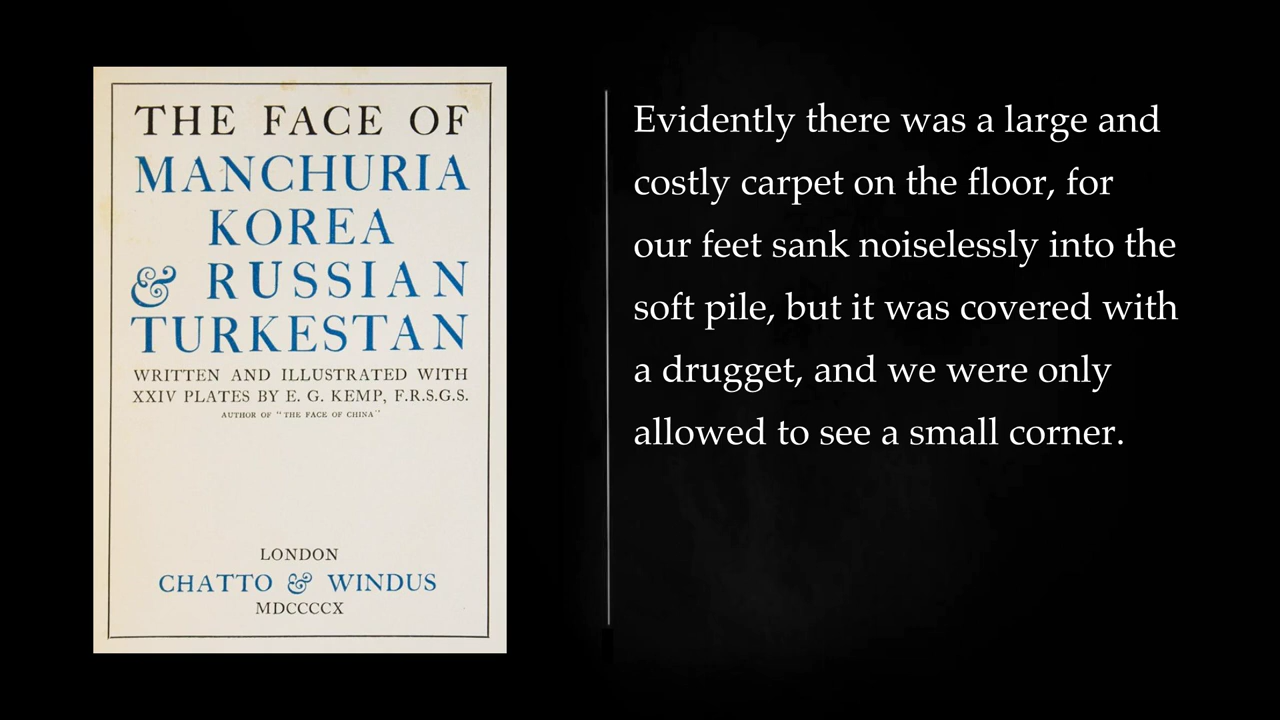 THE FACE OF
MANCHURIA
KOREA
& RUSSIAN
TURKESTAN
WRITTEN AND ILLUSTRATED WITH
XXIV PLATES BY E. G. KEMP, F.R.S.G.S.
AUTHOR OF "THE FACE OF CHINA"
LONDON
CHATTO & WINDUS
MDCCCCX
Evidently there was a large and
costly carpet on the floor, for
our feet sank noiselessly into the
soft pile, but it was covered with
a drugget, and we were only
allowed to see a small corner.